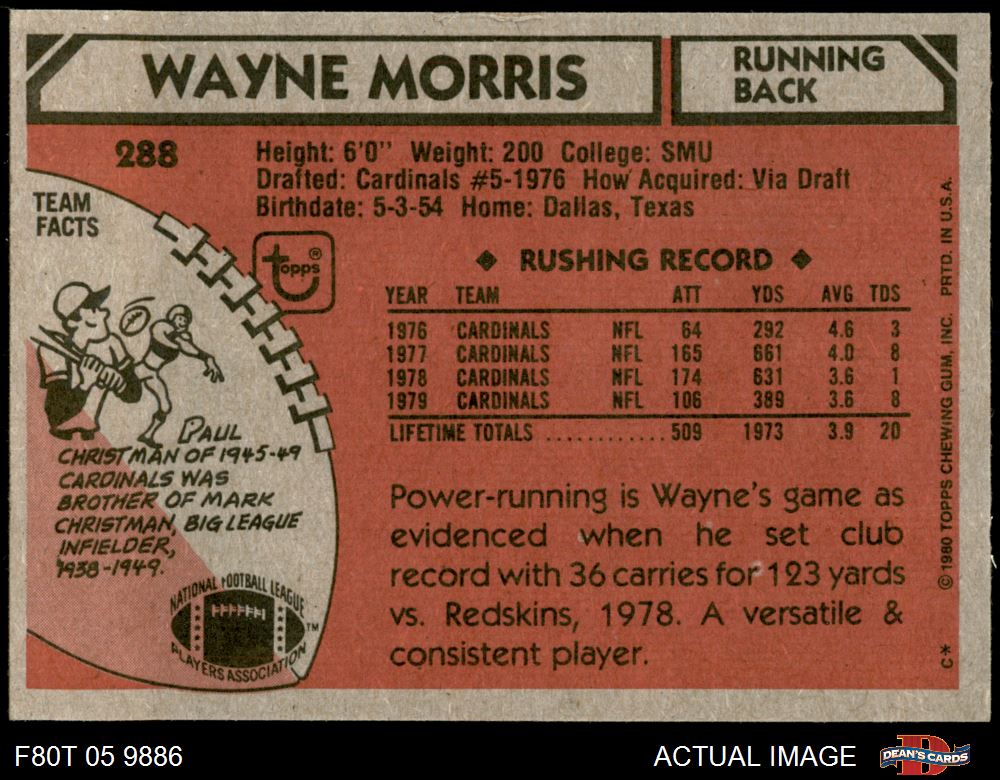 WAYNE MORRIS
RUNNING
BACK
288
Height: 6'0" Weight: 200 College: SMU
Drafted: Cardinals #5-1976 How Acquired: Via Draft
Birthdate: 5-3-54 Home: Dallas, Texas
TEAM
FACTS
topps®
◆ RUSHING RECORD ◆
YEAR TEAM ATT YDS AVG TDS
1976 CARDINALS NFL 64 292 4.6 3
1977 CARDINALS NFL 165 661 4.0 8
1978 CARDINALS NFL 174 631 3.6 1
1979 CARDINALS NFL 106 389 3.6 8
LIFETIME TOTALS ............ 509 1973 3.9 20
PAUL
CHRISTMAN OF 1945-49
CARDINALS WAS
BROTHER OF MARK
CHRISTMAN, BIG LEAGUE
INFIELDER,
1938-1949.
NATIONAL FOOTBALL LEAGUE
PLAYERS ASSOCIATION
TM
Power-running is Wayne's game as
evidenced when he set club
record with 36 carries for 123 yards
vs. Redskins, 1978. A versatile &
consistent player.
C* © 1980 TOPPS CHEWING GUM, INC. PRTD. IN U.S.A.
F80T 05 9886
ACTUAL IMAGE
DEAN'S CARDS